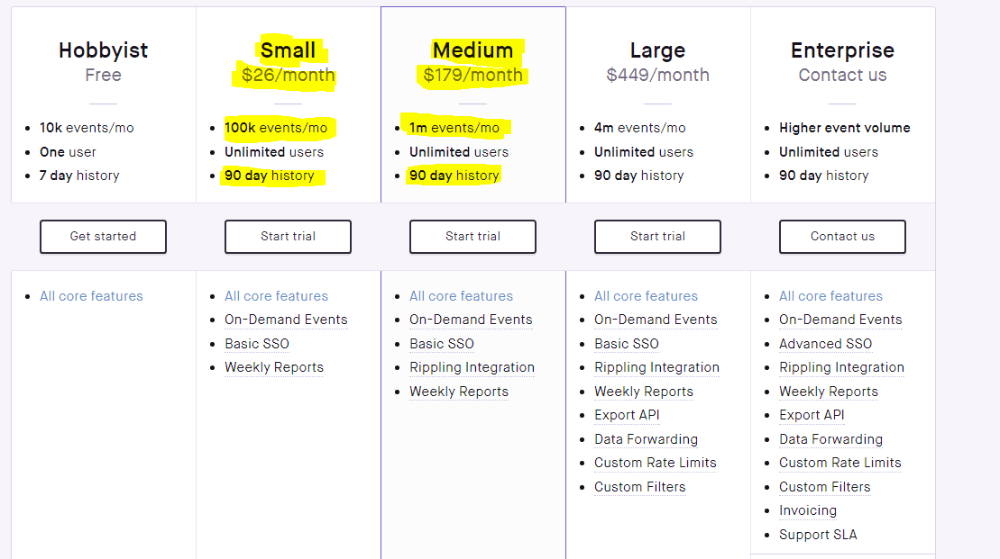 Hobbyist
Free
10k events/mo
One user
7 day history
Get started
All core features
Small
$26/month
100k events/mo
Unlimited users
90 day history
Start trial
All core features
On-Demand Events
Basic SSO
Weekly Reports
Medium
$179/month
1m events/mo
Unlimited users
90 day history
Start trial
All core features
On-Demand Events
Basic SSO
Rippling Integration
Weekly Reports
Large
$449/month
4m events/mo
Unlimited users
90 day history
Start trial
All core features
On-Demand Events
Basic SSO
Rippling Integration
Weekly Reports
Export API
Data Forwarding
Custom Rate Limits
Custom Filters
Enterprise
Contact us
Higher event volume
Unlimited users
90 day history
Contact us
All core features
On-Demand Events
Advanced SSO
Rippling Integration
Weekly Reports
Export API
Data Forwarding
Custom Rate Limits
Custom Filters
Invoicing
Support SLA